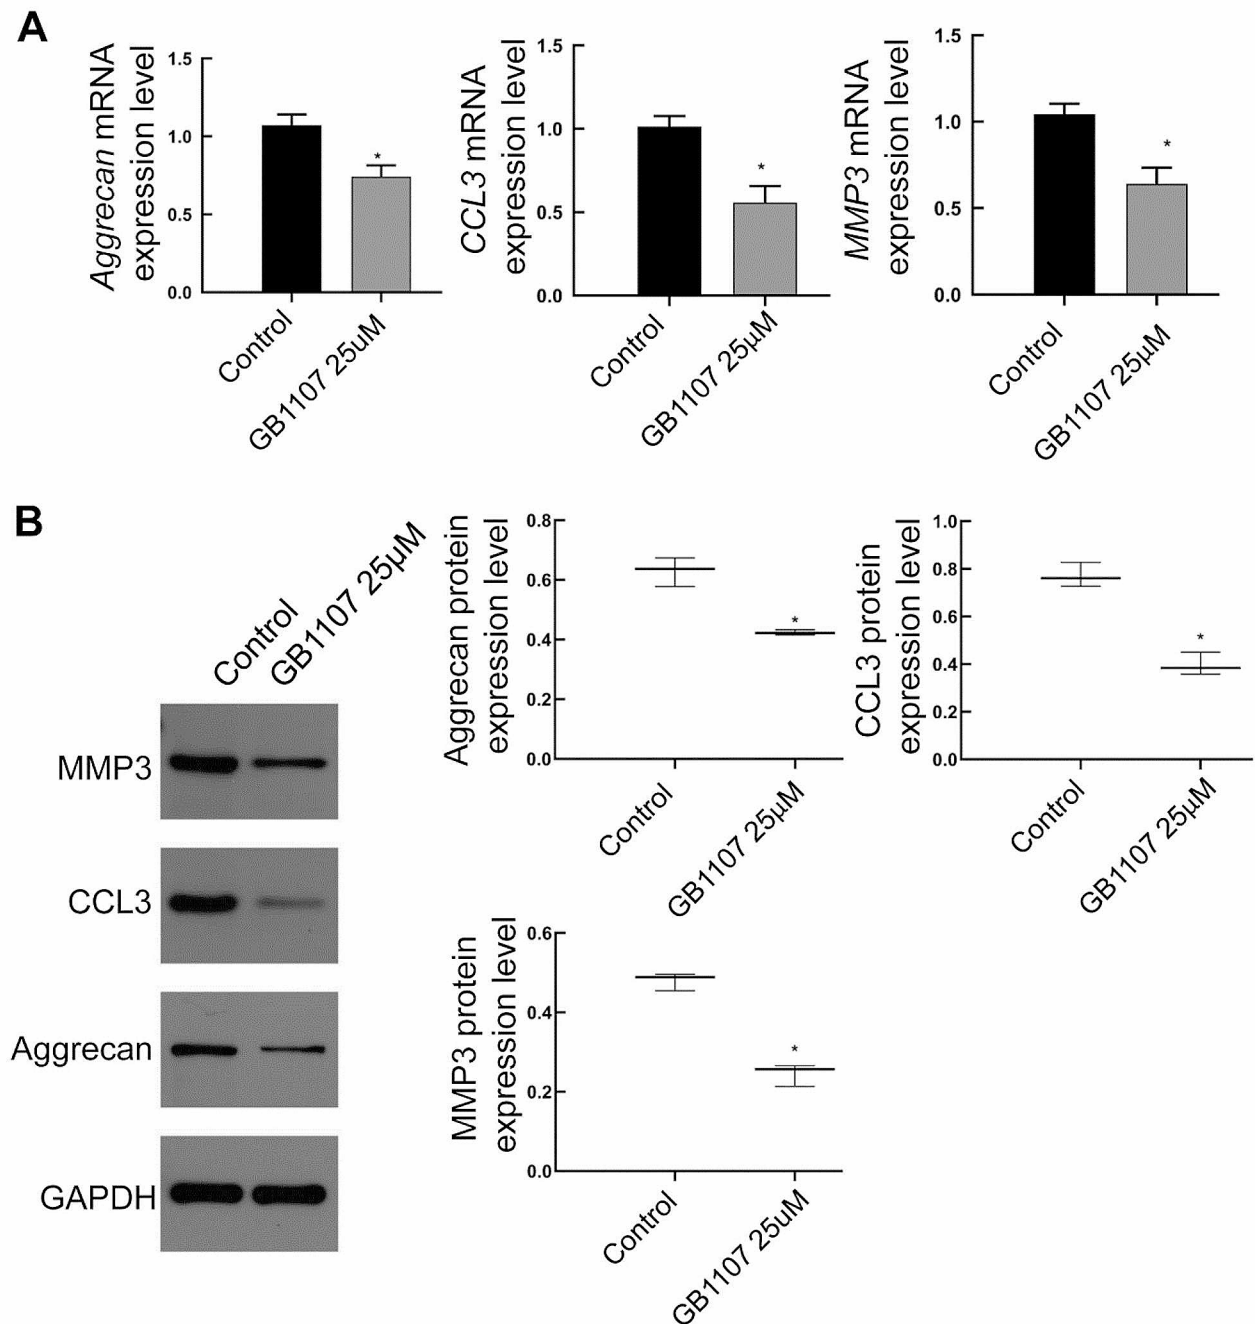 A
Aggrecan mRNA
expression level
1.5
1.0
0.5
0.0
*
Control
GB1107 25uM
CCL3 mRNA
expression level
1.5
1.0
0.5
0.0
*
Control
GB1107 25µM
MMP3 mRNA
expression level
1.5
1.0
0.5
0.0
*
Control
GB1107 25µM
B
Control
GB1107 25µM
MMP3
CCL3
Aggrecan
GAPDH
Aggrecan protein
expression level
0.8
0.6
0.4
0.2
0.0
*
Control
GB1107 25µM
CCL3 protein
expression level
1.0
0.8
0.6
0.4
0.2
0.0
*
Control
GB1107 25µM
MMP3 protein
expression level
0.6
0.4
0.2
0.0
*
Control
GB1107 25uM